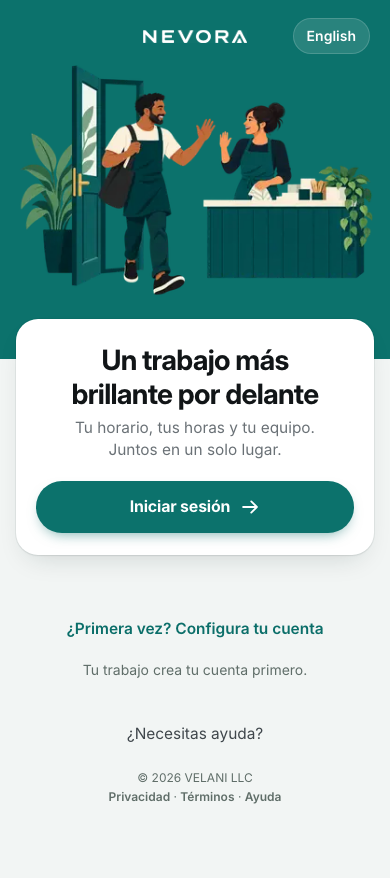 NEVORA
English
Un trabajo más
brillante por delante
Tu horario, tus horas y tu equipo.
Juntos en un solo lugar.
Iniciar sesión
¿Primera vez? Configura tu cuenta
Tu trabajo crea tu cuenta primero.
¿Necesitas ayuda?
© 2026 VELANI LLC
Privacidad · Términos · Ayuda